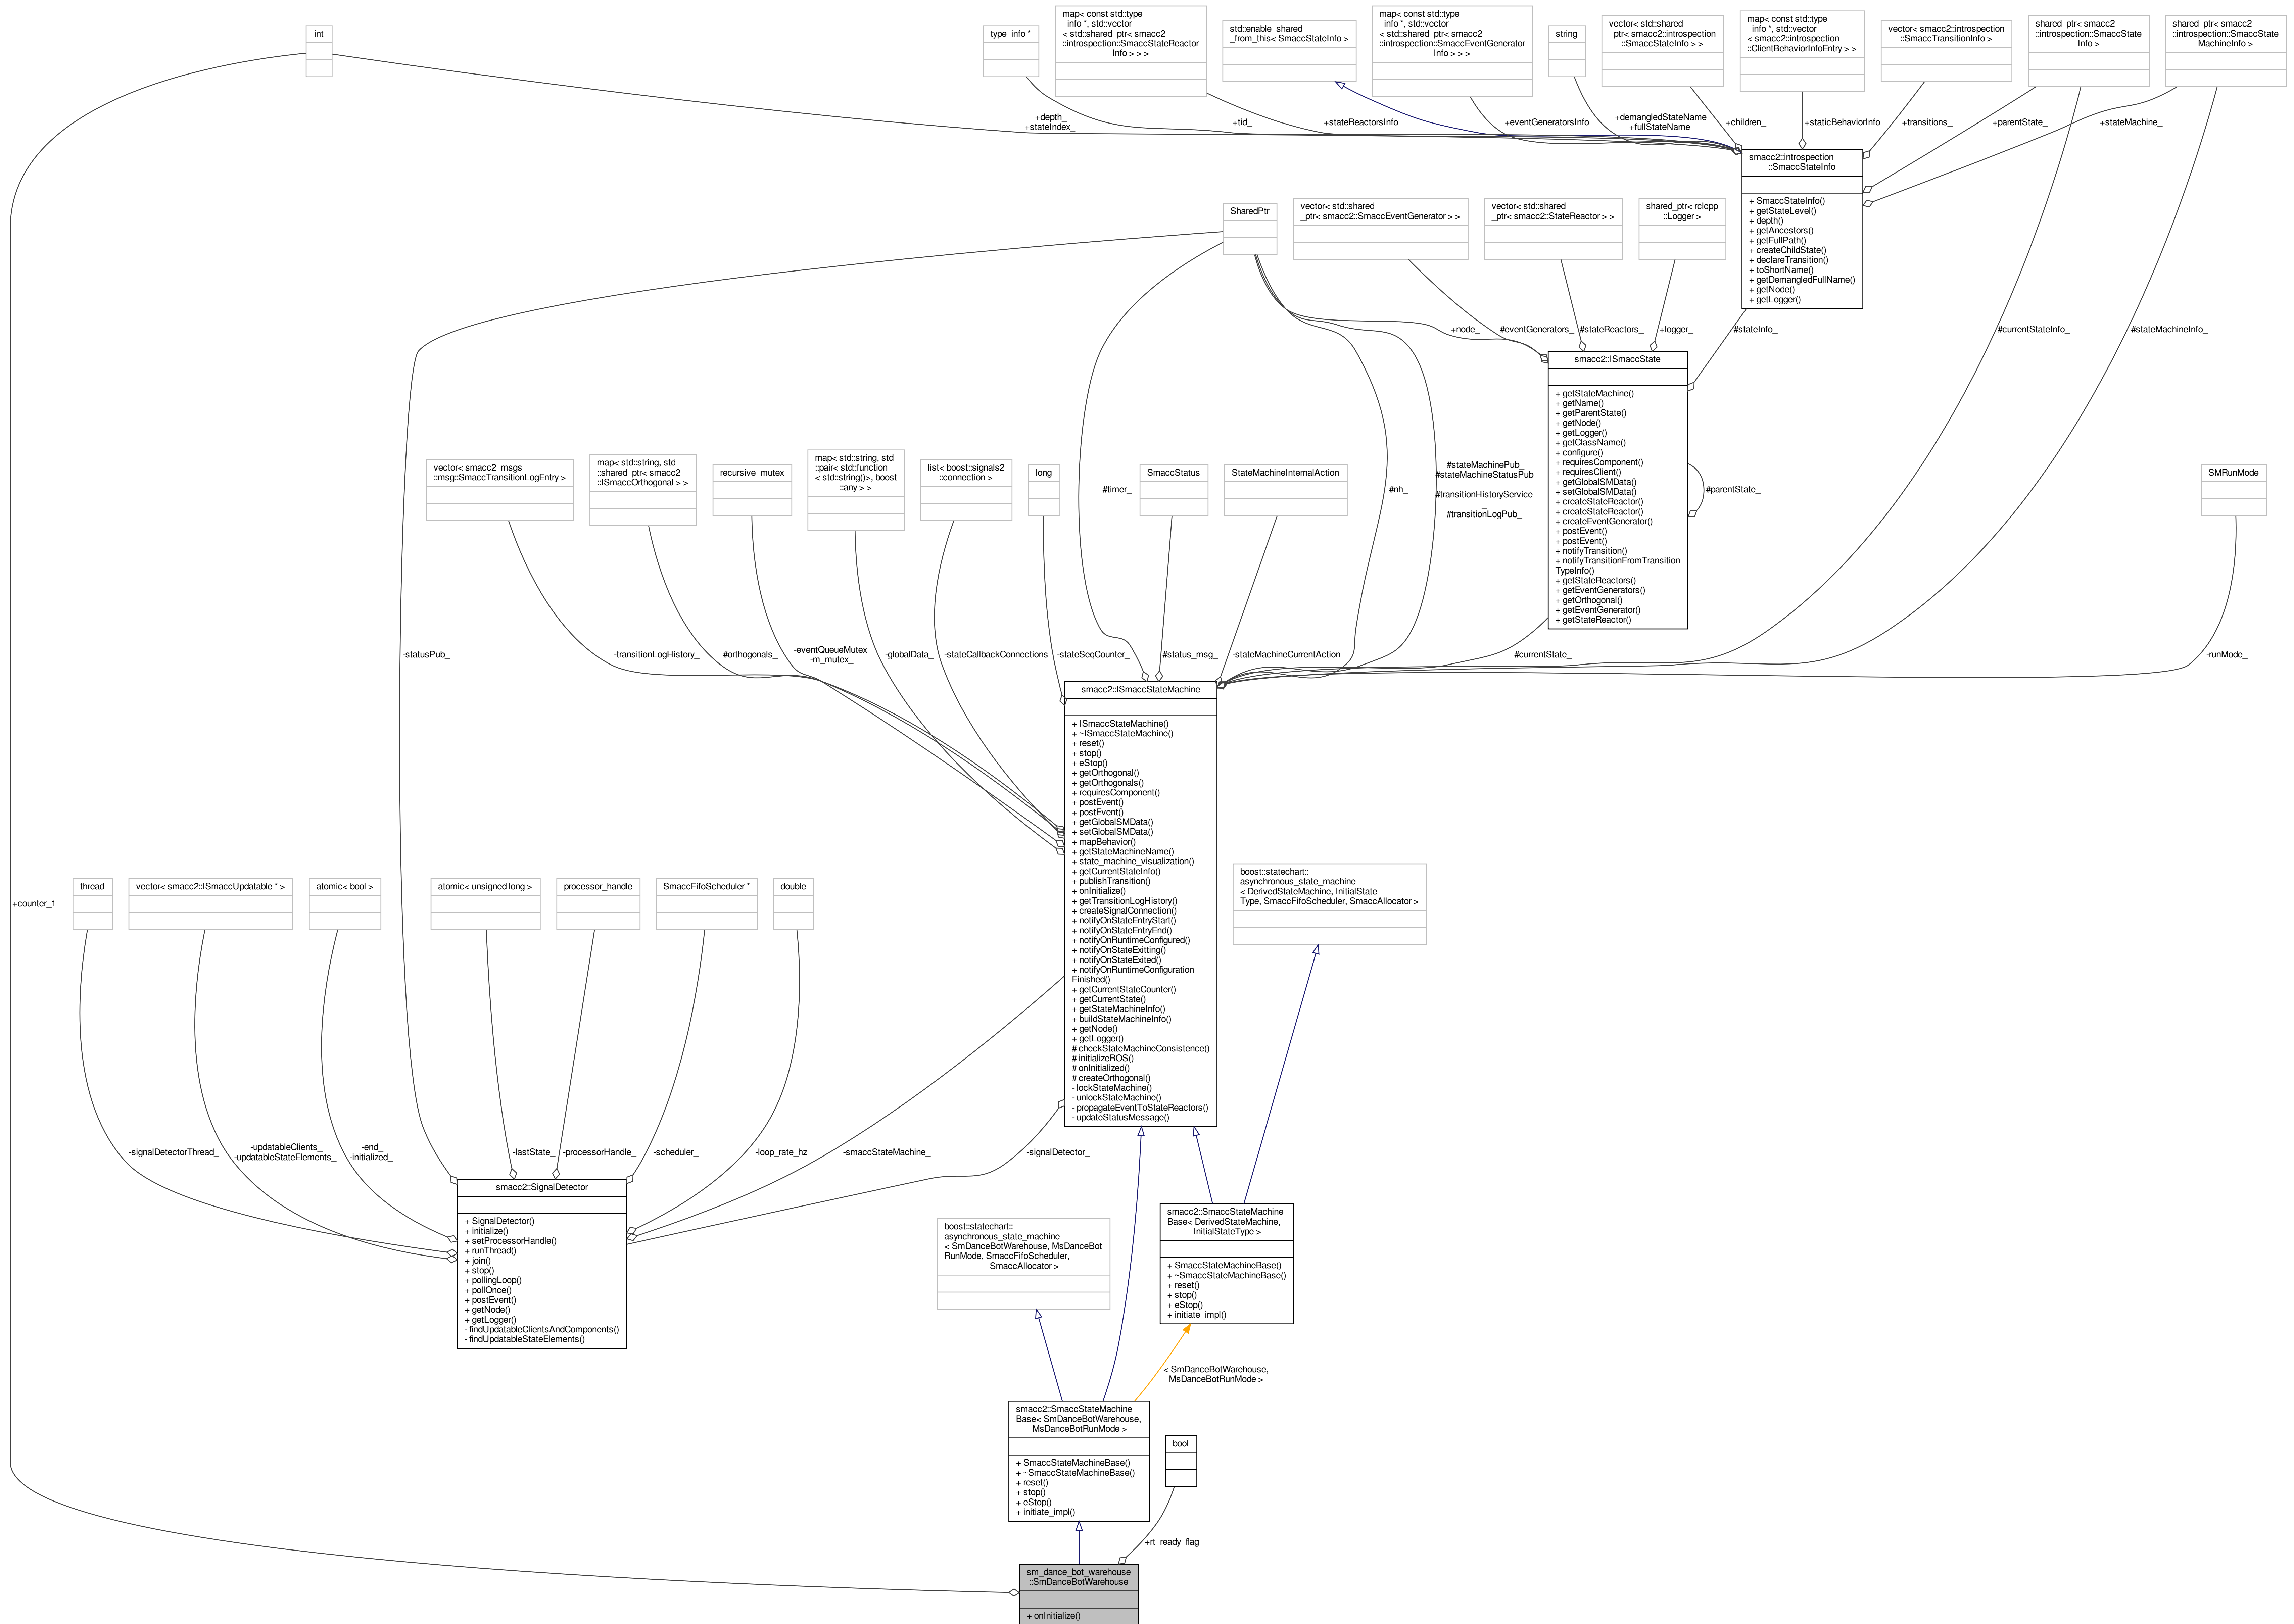 int
type_info *
map< const std::type
_info *, std::vector
< std::shared_ptr< smacc2
::introspection::SmaccStateReactor
Info > > >
std::enable_shared
_from_this< SmaccStateInfo >
map< const std::type
_info *, std::vector
< std::shared_ptr< smacc2
::introspection::SmaccEventGenerator
Info > > >
string
vector< std::shared
_ptr< smacc2::introspection
::SmaccStateInfo > >
map< const std::type
_info *, std::vector
< smacc2::introspection
::ClientBehaviorInfoEntry > >
vector< smacc2::introspection
::SmaccTransitionInfo >
shared_ptr< smacc2
::introspection::SmaccState
Info >
shared_ptr< smacc2
::introspection::SmaccState
MachineInfo >
+depth_
+stateIndex_
+tid_
+stateReactorsInfo
+eventGeneratorsInfo
+demangledStateName
+fullStateName
+children_
+staticBehaviorInfo
+transitions_
+parentState_
+stateMachine_
smacc2::introspection
::SmaccStateInfo
+ SmaccStateInfo()
+ getStateLevel()
+ depth()
+ getAncestors()
+ getFullPath()
+ createChildState()
+ declareTransition()
+ toShortName()
+ getDemangledFullName()
+ getNode()
+ getLogger()
SharedPtr
vector< std::shared
_ptr< smacc2::SmaccEventGenerator > >
vector< std::shared
_ptr< smacc2::StateReactor > >
shared_ptr< rclcpp
::Logger >
+node_
#eventGenerators_
#stateReactors_
+logger_
#stateInfo_
#currentStateInfo_
#stateMachineInfo_
smacc2::ISmaccState
+ getStateMachine()
+ getName()
+ getParentState()
+ getNode()
+ getLogger()
+ getClassName()
+ configure()
+ requiresComponent()
+ requiresClient()
+ getGlobalSMData()
+ setGlobalSMData()
+ createStateReactor()
+ createStateReactor()
+ createEventGenerator()
+ postEvent()
+ postEvent()
+ notifyTransition()
+ notifyTransitionFromTransition
TypeInfo()
+ getStateReactors()
+ getEventGenerators()
+ getOrthogonal()
+ getEventGenerator()
+ getStateReactor()
#parentState_
vector< smacc2_msgs
::msg::SmaccTransitionLogEntry >
map< std::string, std
::shared_ptr< smacc2
::ISmaccOrthogonal > >
recursive_mutex
map< std::string, std
::pair< std::function
< std::string()>, boost
::any > >
list< boost::signals2
::connection >
long
#timer_
SmaccStatus
StateMachineInternalAction
#nh_
#stateMachinePub_
#stateMachineStatusPub
_
#transitionHistoryService
_
#transitionLogPub_
SMRunMode
-statusPub_
-transitionLogHistory_
#orthogonals_
-eventQueueMutex_
-m_mutex_
-globalData_
-stateCallbackConnections
-stateSeqCounter_
#status_msg_
-stateMachineCurrentAction
#currentState_
-runMode_
smacc2::ISmaccStateMachine
+ ISmaccStateMachine()
+ ~ISmaccStateMachine()
+ reset()
+ stop()
+ eStop()
+ getOrthogonal()
+ getOrthogonals()
+ requiresComponent()
+ postEvent()
+ postEvent()
+ getGlobalSMData()
+ setGlobalSMData()
+ mapBehavior()
+ getStateMachineName()
+ state_machine_visualization()
+ getCurrentStateInfo()
+ publishTransition()
+ onInitialize()
+ getTransitionLogHistory()
+ createSignalConnection()
+ notifyOnStateEntryStart()
+ notifyOnStateEntryEnd()
+ notifyOnRuntimeConfigured()
+ notifyOnStateExitting()
+ notifyOnStateExited()
+ notifyOnRuntimeConfiguration
Finished()
+ getCurrentStateCounter()
+ getCurrentState()
+ getStateMachineInfo()
+ buildStateMachineInfo()
+ getNode()
+ getLogger()
# checkStateMachineConsistence()
# initializeROS()
# onInitialized()
# createOrthogonal()
- lockStateMachine()
- unlockStateMachine()
- propagateEventToStateReactors()
- updateStatusMessage()
+counter_1
thread
vector< smacc2::ISmaccUpdatable * >
atomic< bool >
atomic< unsigned long >
processor_handle
SmaccFifoScheduler *
double
boost::statechart::
asynchronous_state_machine
< DerivedStateMachine, InitialState
Type, SmaccFifoScheduler, SmaccAllocator >
-signalDetectorThread_
-updatableClients_
-updatableStateElements_
-end_
-initialized_
-lastState_
-processorHandle_
-scheduler_
-loop_rate_hz
-smaccStateMachine_
-signalDetector_
smacc2::SignalDetector
+ SignalDetector()
+ initialize()
+ setProcessorHandle()
+ runThread()
+ join()
+ stop()
+ pollingLoop()
+ pollOnce()
+ postEvent()
+ getNode()
+ getLogger()
- findUpdatableClientsAndComponents()
- findUpdatableStateElements()
boost::statechart::
asynchronous_state_machine
< SmDanceBotWarehouse, MsDanceBot
RunMode, SmaccFifoScheduler,
SmaccAllocator >
smacc2::SmaccStateMachine
Base< DerivedStateMachine,
InitialStateType >
+ SmaccStateMachineBase()
+ ~SmaccStateMachineBase()
+ reset()
+ stop()
+ eStop()
+ initiate_impl()
< SmDanceBotWarehouse,
MsDanceBotRunMode >
smacc2::SmaccStateMachine
Base< SmDanceBotWarehouse,
MsDanceBotRunMode >
+ SmaccStateMachineBase()
+ ~SmaccStateMachineBase()
+ reset()
+ stop()
+ eStop()
+ initiate_impl()
bool
+rt_ready_flag
sm_dance_bot_warehouse
::SmDanceBotWarehouse
+ onInitialize()